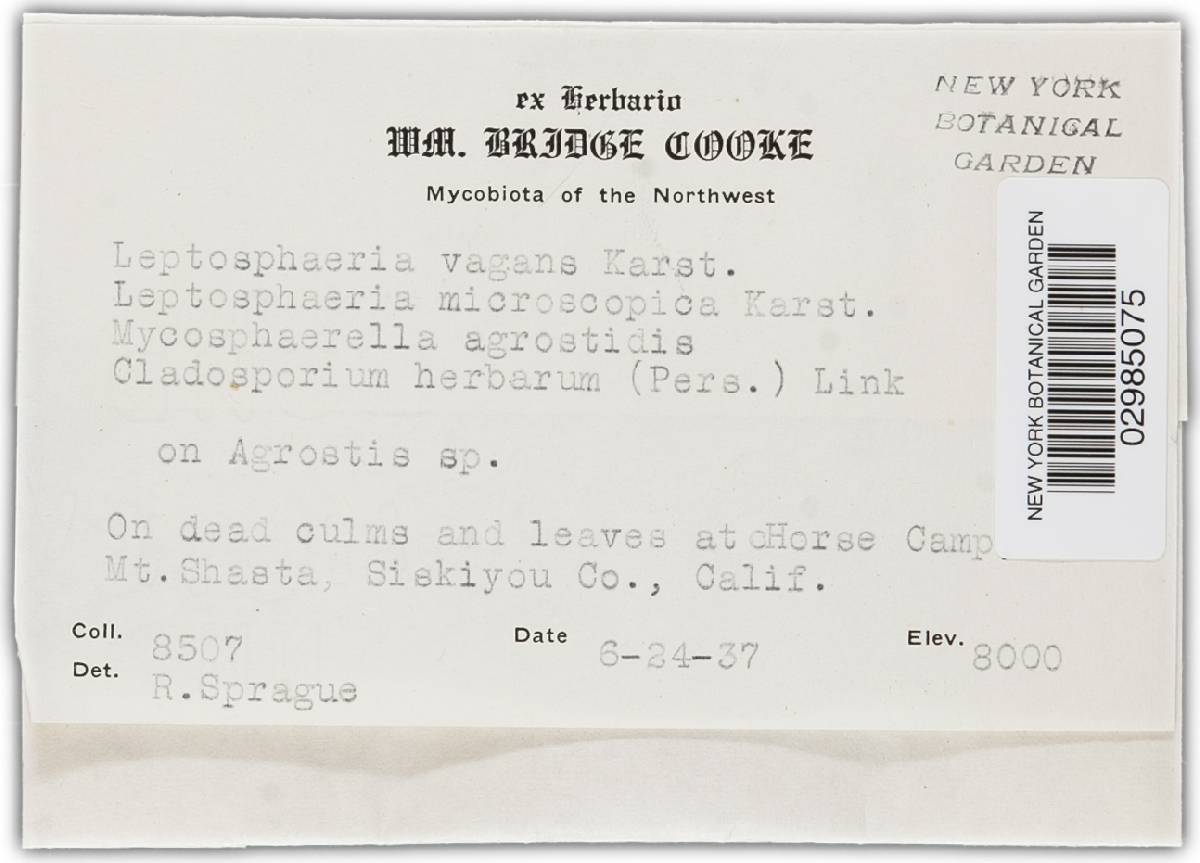 ex Herbario
WM. BRIDGE COOKE
Mycobiota of the Northwest
NEW YORK
BOTANICAL
GARDEN
Leptosphaeria vagans Karst.
Leptosphaeria microscopica Karst.
Mycosphaerella agrostidis
Cladosporium herbarum (Pers.) Link
on Agrostis sp.
On dead culms and leaves at Horse Camp,
Mt.Shasta, Siskiyou Co., Calif.
Coll. 8507
Date 6-24-37
Elev. 8000
Det. R.Sprague
NEW YORK BOTANICAL GARDEN
02985075